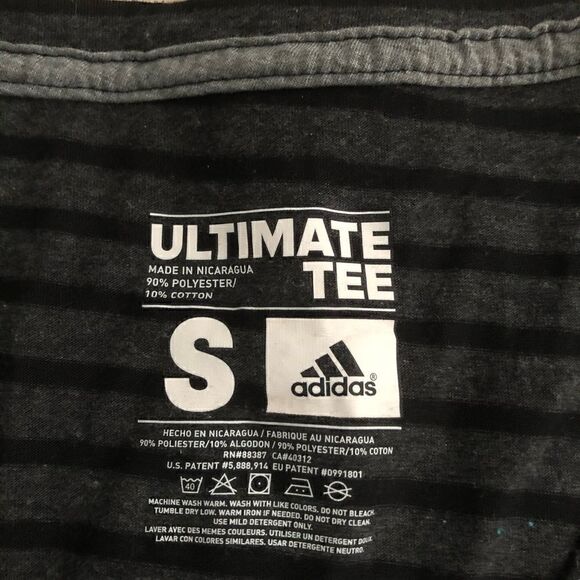 ULTIMATE
MADE IN NICARAGUA
TEE
90% POLYESTER/
10% COTTON
S
adidas®
HECHO EN NICARAGUA / FABRIQUE AU NICARAGUA
90% POLIESTER/10% ALGODON / 90% POLYESTER/10% COTON
RN#88387 CA#40312
U.S. PATENT #5,888,914 EU PATENT #0991801
40
MACHINE WASH WARM. WASH WITH LIKE COLORS. DO NOT BLEACH.
TUMBLE DRY LOW. WARM IRON IF NEEDED. DO NOT DRY CLEAN.
USE MILD DETERGENT ONLY.
LAVER AVEC DES MEMES COULEURS. UTILISER UN DETERGENT DOUX.
LAVAR CON COLORES SIMILARES. USAR DETERGENTE NEUTRO.